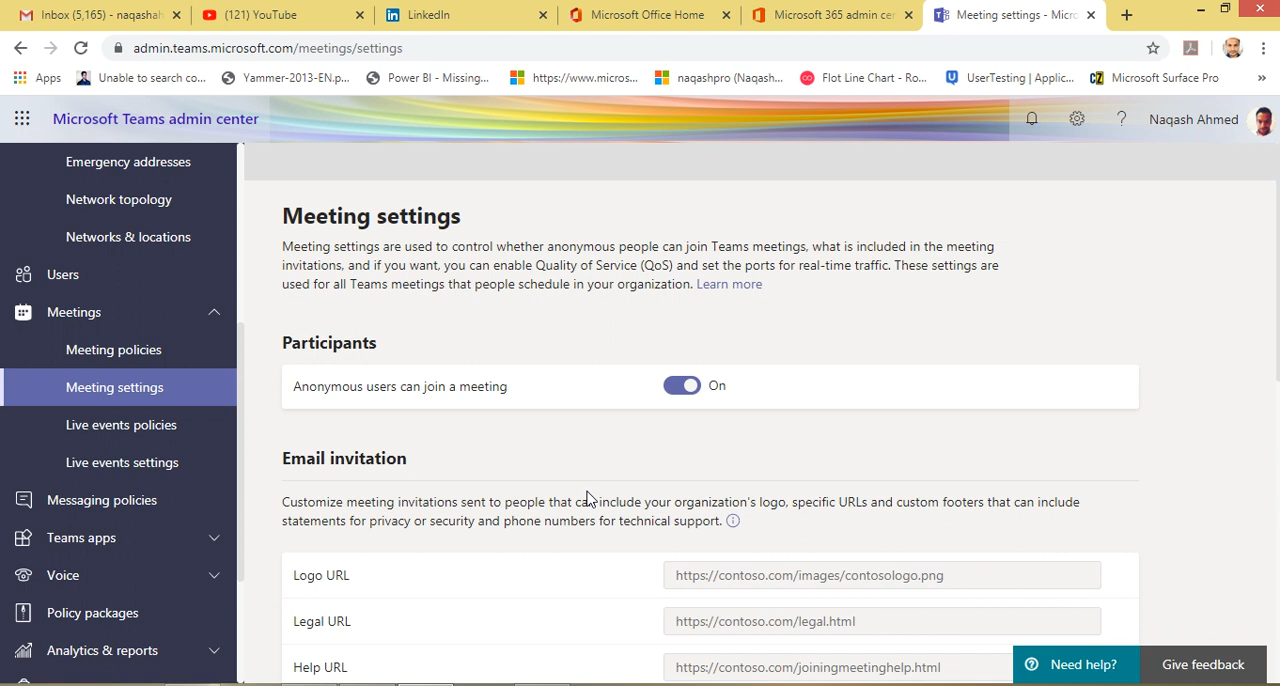 Inbox (5,165) - naqashah
(121) YouTube
LinkedIn
Microsoft Office Home
Microsoft 365 admin cer
Meeting settings - Micro
admin.teams.microsoft.com/meetings/settings
Apps
Unable to search co...
Yammer-2013-EN.p...
Power BI - Missing...
https://www.micros...
naqashpro (Naqash...
Flot Line Chart - Ro...
UserTesting | Applic...
CZ
Microsoft Surface Pro
»
Microsoft Teams admin center
?
Naqash Ahmed
Emergency addresses
Network topology
Networks & locations
Users
Meetings
Meeting policies
Meeting settings
Live events policies
Live events settings
Messaging policies
Teams apps
Voice
Policy packages
Analytics & reports
Meeting settings
Meeting settings are used to control whether anonymous people can join Teams meetings, what is included in the meeting
invitations, and if you want, you can enable Quality of Service (QoS) and set the ports for real-time traffic. These settings are
used for all Teams meetings that people schedule in your organization. Learn more
Participants
Anonymous users can join a meeting
On
Email invitation
Customize meeting invitations sent to people that can include your organization's logo, specific URLs and custom footers that can include
statements for privacy or security and phone numbers for technical support.
Logo URL
https://contoso.com/images/contosologo.png
Legal URL
https://contoso.com/legal.html
Help URL
https://contoso.com/joiningmeetinghelp.html
Need help?
Give feedback